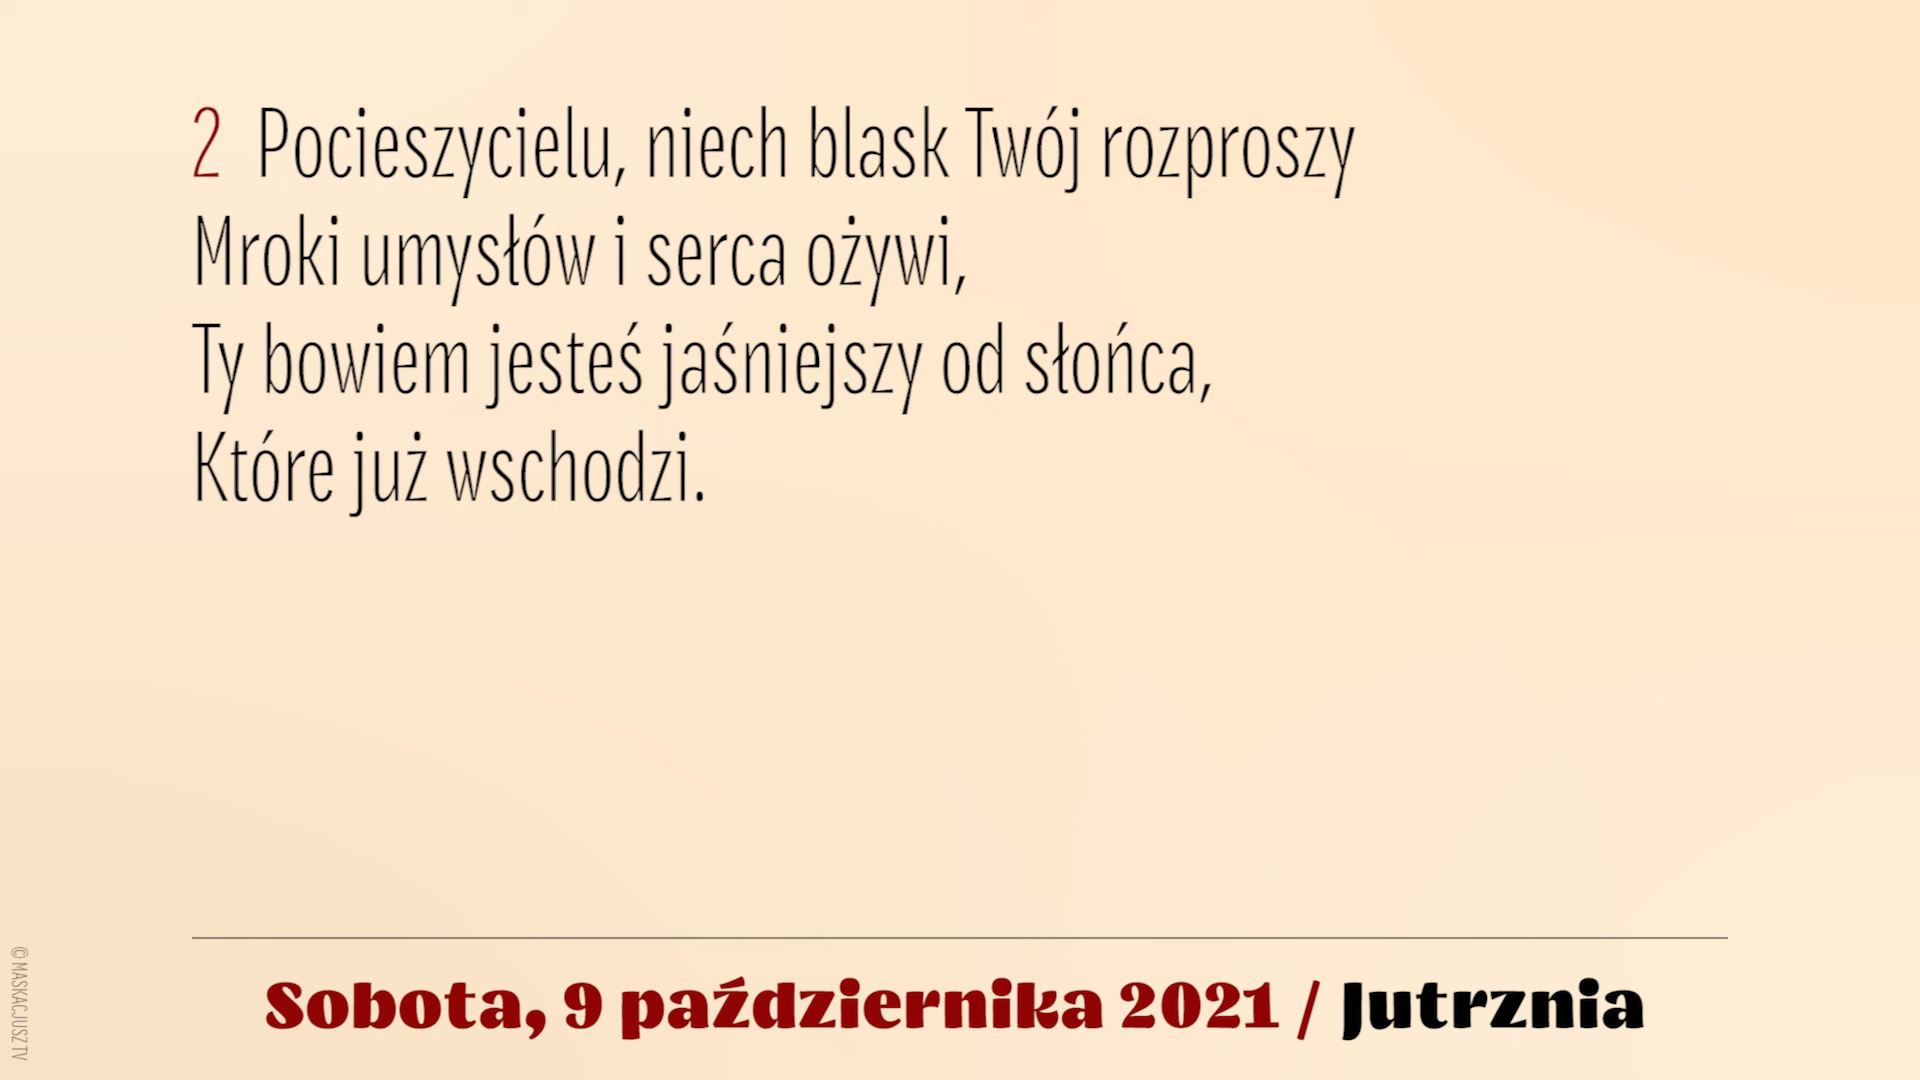 2 Pocieszycielu, niech blask Twój rozproszy
Mroki umysłów i serca ożywi,
Ty bowiem jesteś jaśniejszy od słońca,
Które już wschodzi.
Sobota, 9 października 2021 / Jutrznia
© MASKACJUSZ TV